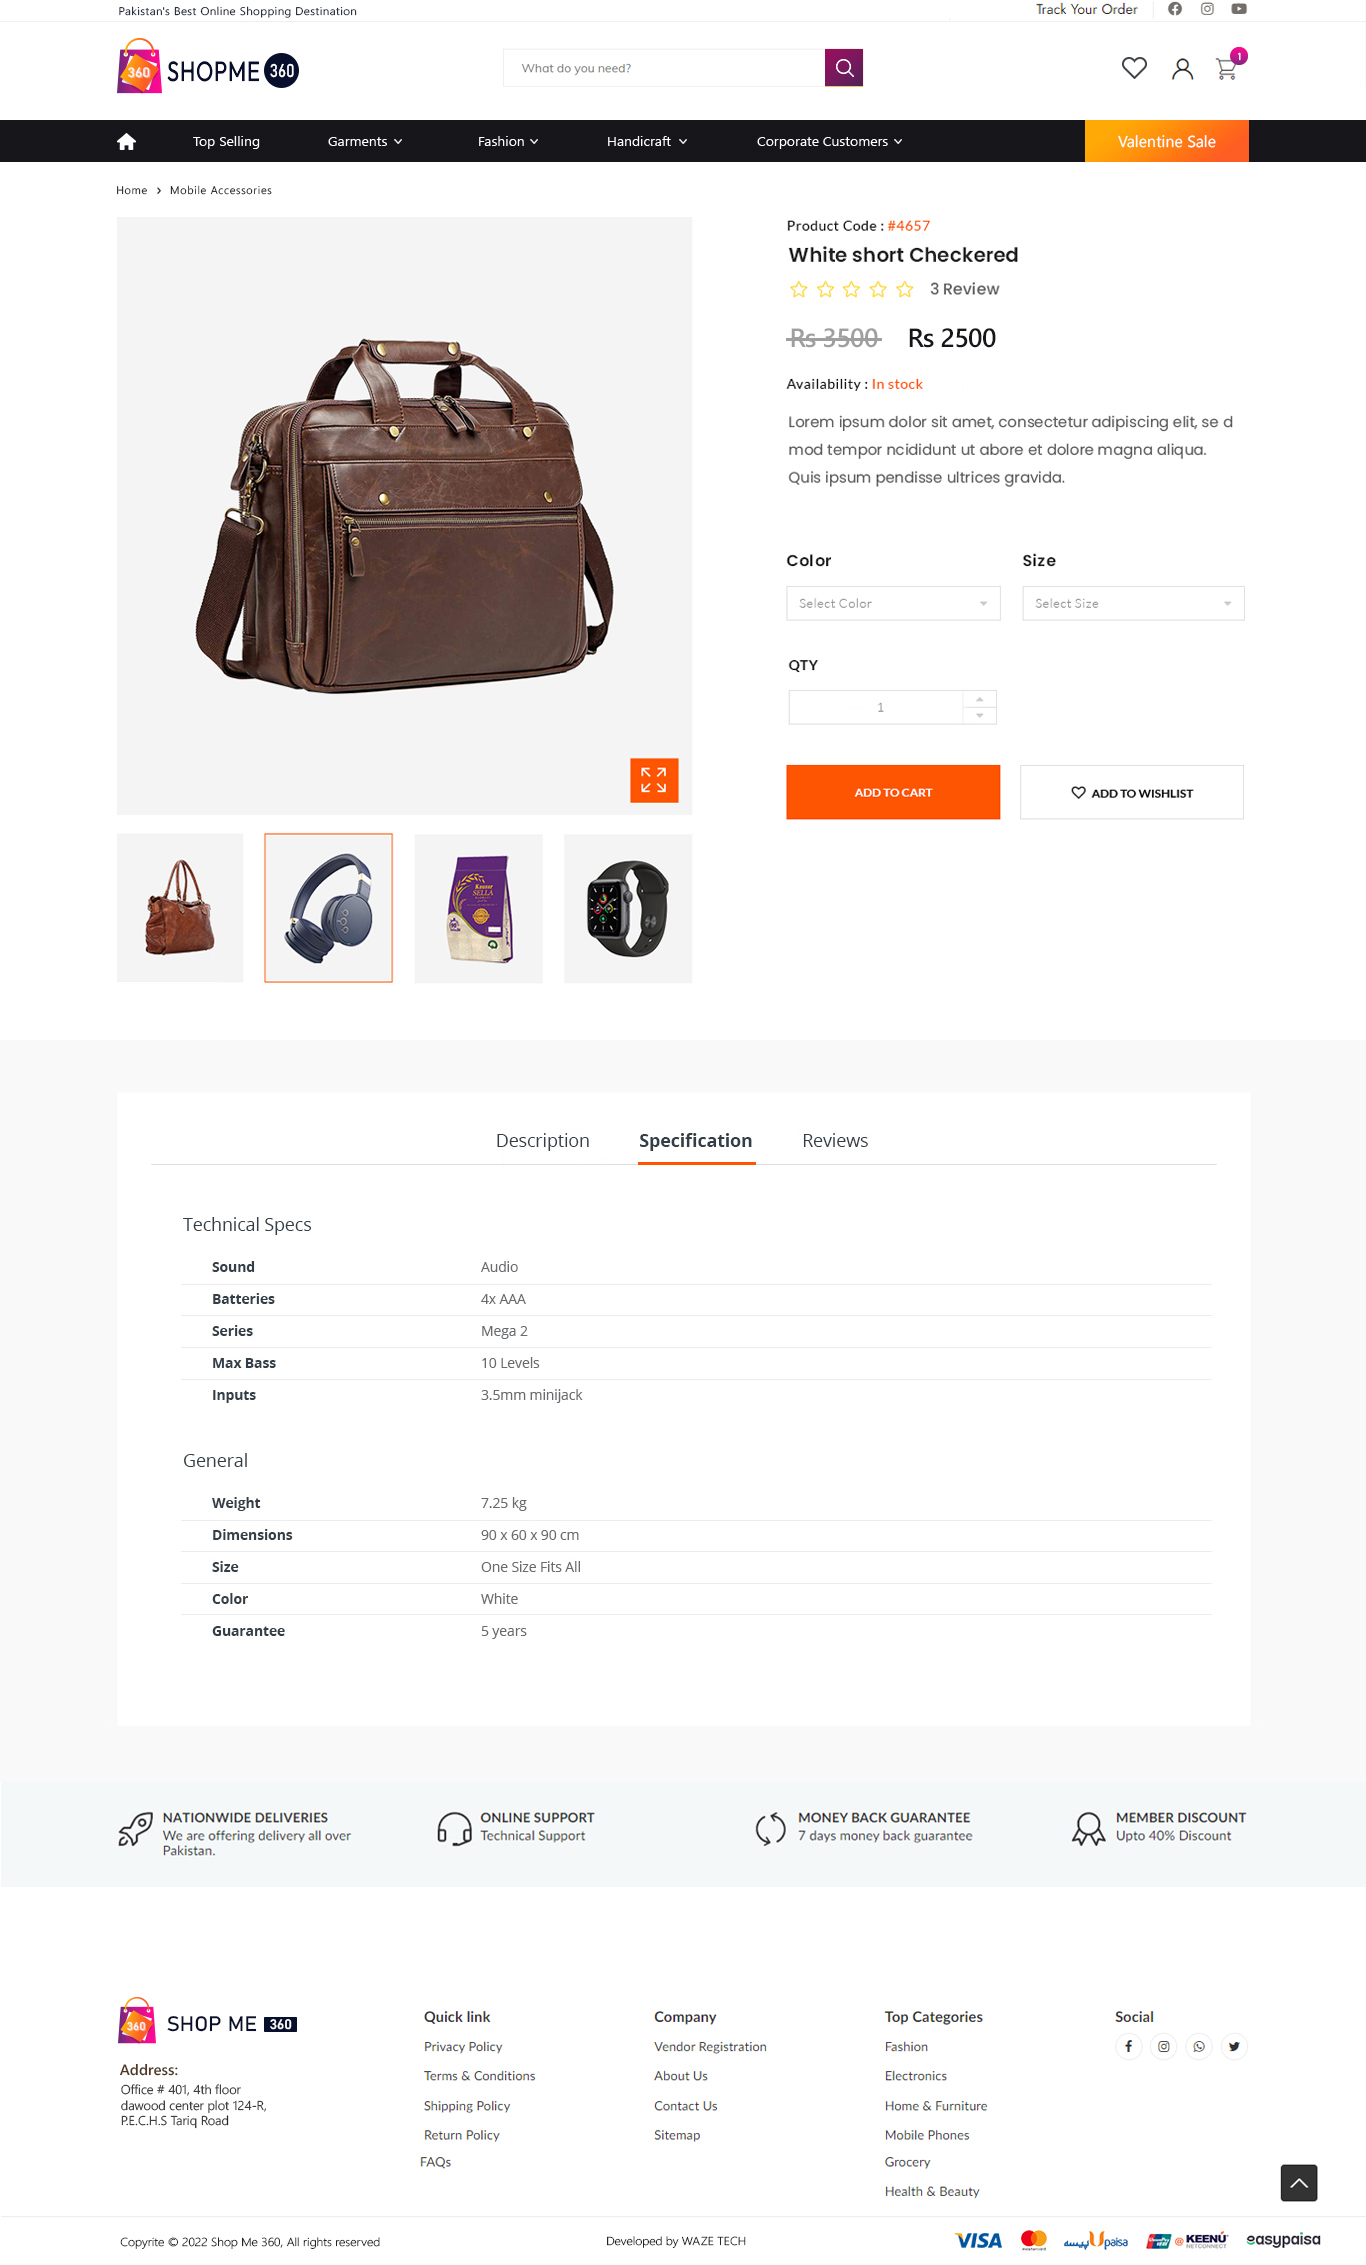 Pakistan's Best Online Shopping Destination
Track Your Order
360 SHOPME 360
What do you need?
1
Top Selling
Garments
Fashion
Handicraft
Corporate Customers
Valentine Sale
Home > Mobile Accessories
Product Code : #4657
White short Checkered
3 Review
Rs 3500 Rs 2500
Availability : In stock
Lorem ipsum dolor sit amet, consectetur adipiscing elit, se d
mod tempor ncididunt ut abore et dolore magna aliqua.
Quis ipsum pendisse ultrices gravida.
Color
Size
Select Color
Select Size
QTY
1
ADD TO CART
ADD TO WISHLIST
Kausar
SELLA
Description
Specification
Reviews
Technical Specs
Sound Audio
Batteries 4x AAA
Series Mega 2
Max Bass 10 Levels
Inputs 3.5mm minijack
General
Weight 7.25 kg
Dimensions 90 x 60 x 90 cm
Size One Size Fits All
Color White
Guarantee 5 years
NATIONWIDE DELIVERIES
We are offering delivery all over
Pakistan.
ONLINE SUPPORT
Technical Support
MONEY BACK GUARANTEE
7 days money back guarantee
MEMBER DISCOUNT
Upto 40% Discount
360 SHOP ME 360
Address:
Office # 401, 4th floor
dawood center plot 124-R,
P.E.C.H.S Tariq Road
Quick link
Privacy Policy
Terms & Conditions
Shipping Policy
Return Policy
FAQs
Company
Vendor Registration
About Us
Contact Us
Sitemap
Top Categories
Fashion
Electronics
Home & Furniture
Mobile Phones
Grocery
Health & Beauty
Social
Copyrite © 2022 Shop Me 360, All rights reserved
Developed by WAZE TECH
VISA
mastercard
Upaisa یوپیسہ
KEENU
NETCONNECT
easypaisa